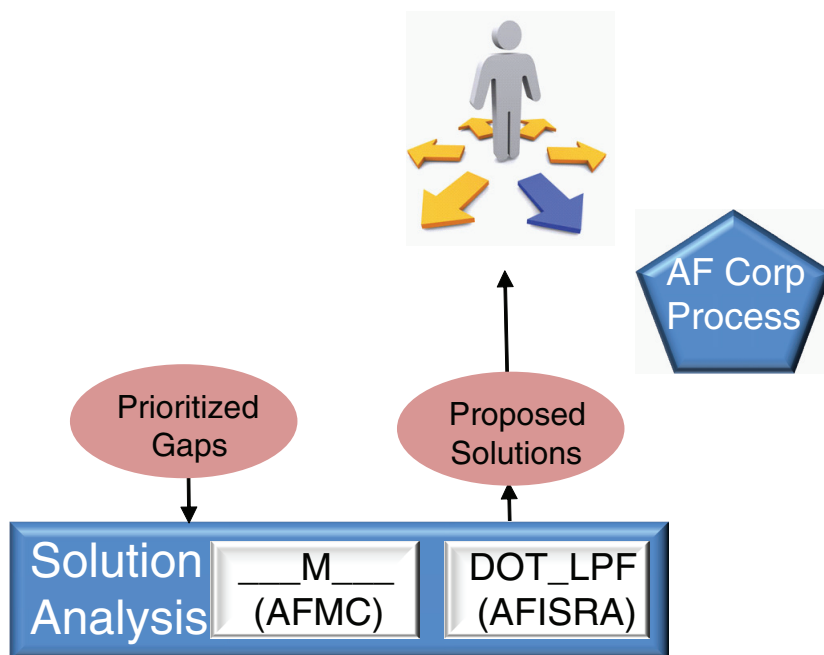 AF Corp
Process
Prioritized
Gaps
Proposed
Solutions
Solution
Analysis
___M___
(AFMC)
DOT_LPF
(AFISRA)